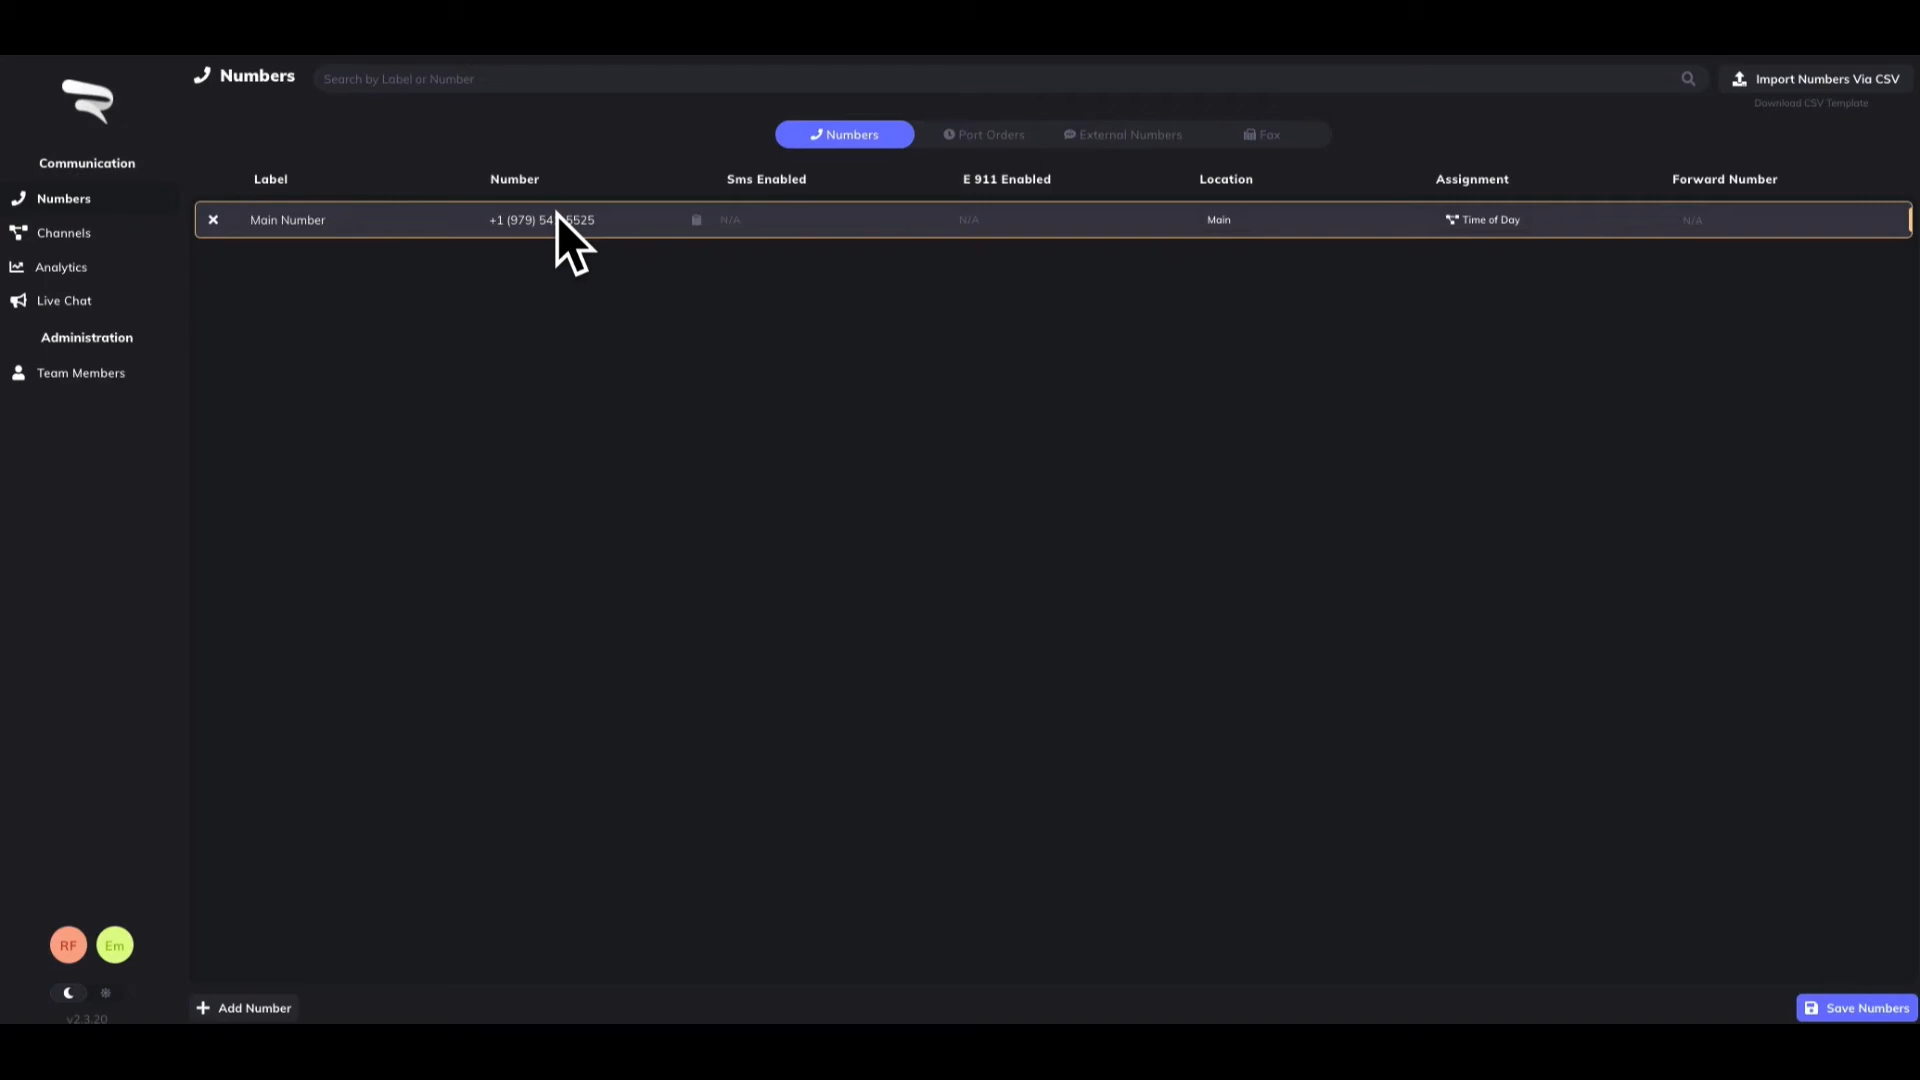 Numbers
Search by Label or Number
Import Numbers Via CSV
Download CSV Template
Numbers
Port Orders
External Numbers
Fax
Communication
Numbers
Channels
Analytics
Live Chat
Administration
Team Members
Label
Number
Sms Enabled
E 911 Enabled
Location
Assignment
Forward Number
Main Number
+1 (979) 54 5525
N/A
N/A
Main
Time of Day
N/A
RF
Em
v2.3.20
Add Number
Save Numbers